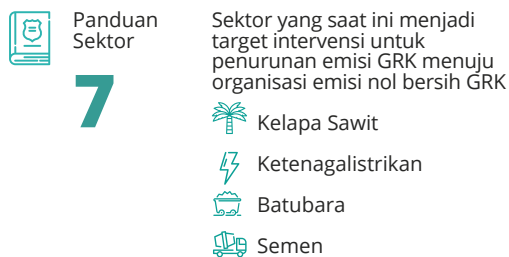 Panduan
Sektor
7
Sektor yang saat ini menjadi
target intervensi untuk
penurunan emisi GRK menuju
organisasi emisi nol bersih GRK
Kelapa Sawit
Ketenagalistrikan
Batubara
Semen